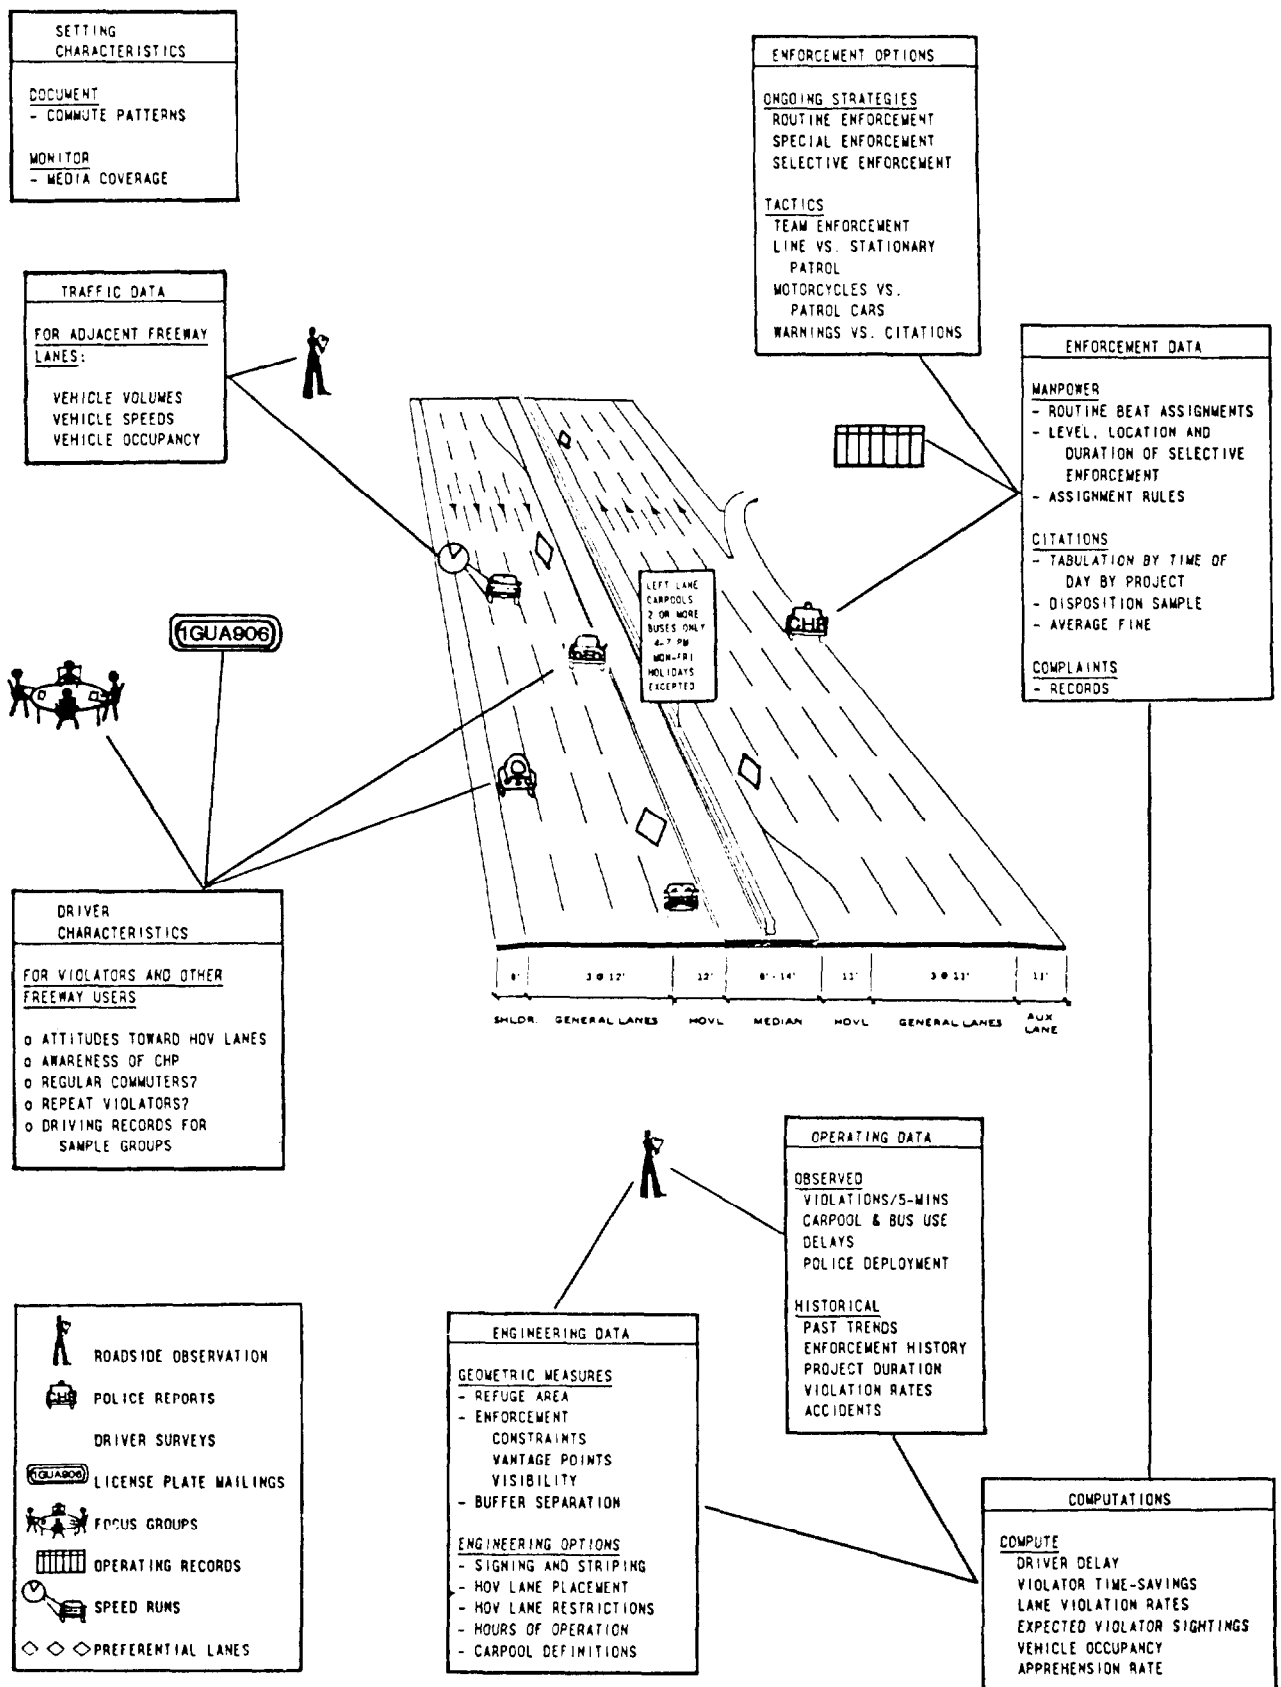 SETTING
CHARACTERISTICS
DOCUMENT
- COMMUTE PATTERNS
MONITOR
- MEDIA COVERAGE
ENFORCEMENT OPTIONS
ONGOING STRATEGIES
ROUTINE ENFORCEMENT
SPECIAL ENFORCEMENT
SELECTIVE ENFORCEMENT
TACTICS
TEAM ENFORCEMENT
LINE VS. STATIONARY
PATROL
MOTORCYCLES VS.
PATROL CARS
WARNINGS VS. CITATIONS
TRAFFIC DATA
FOR ADJACENT FREEWAY
LANES:
VEHICLE VOLUMES
VEHICLE SPEEDS
VEHICLE OCCUPANCY
ENFORCEMENT DATA
MANPOWER
- ROUTINE BEAT ASSIGNMENTS
- LEVEL, LOCATION AND
DURATION OF SELECTIVE
ENFORCEMENT
- ASSIGNMENT RULES
CITATIONS
- TABULATION BY TIME OF
DAY BY PROJECT
- DISPOSITION SAMPLE
- AVERAGE FINE
COMPLAINTS
- RECORDS
LEFT LANE
CARPOOLS
2 OR MORE
BUSES ONLY
4-7 PM
MON-FRI
HOLIDAYS
EXCEPTED
CHP
1GUA906
DRIVER
CHARACTERISTICS
FOR VIOLATORS AND OTHER
FREEWAY USERS
o ATTITUDES TOWARD HOV LANES
o AWARENESS OF CHP
o REGULAR COMMUTERS?
o REPEAT VIOLATORS?
o DRIVING RECORDS FOR
SAMPLE GROUPS
8' 3 @ 12' 12' 8' - 14' 11' 3 @ 11' 11'
SHLDR. GENERAL LANES HOVL MEDIAN HOVL GENERAL LANES AUX
LANE
OPERATING DATA
OBSERVED
VIOLATIONS/5-MINS
CARPOOL & BUS USE
DELAYS
POLICE DEPLOYMENT
HISTORICAL
PAST TRENDS
ENFORCEMENT HISTORY
PROJECT DURATION
VIOLATION RATES
ACCIDENTS
ROADSIDE OBSERVATION
CHP POLICE REPORTS
DRIVER SURVEYS
1GUA906 LICENSE PLATE MAILINGS
FOCUS GROUPS
OPERATING RECORDS
SPEED RUNS
PREFERENTIAL LANES
ENGINEERING DATA
GEOMETRIC MEASURES
- REFUGE AREA
- ENFORCEMENT
CONSTRAINTS
VANTAGE POINTS
VISIBILITY
- BUFFER SEPARATION
ENGINEERING OPTIONS
- SIGNING AND STRIPING
- HOV LANE PLACEMENT
- HOV LANE RESTRICTIONS
- HOURS OF OPERATION
- CARPOOL DEFINITIONS
COMPUTATIONS
COMPUTE
DRIVER DELAY
VIOLATOR TIME-SAVINGS
LANE VIOLATION RATES
EXPECTED VIOLATOR SIGHTINGS
VEHICLE OCCUPANCY
APPREHENSION RATE